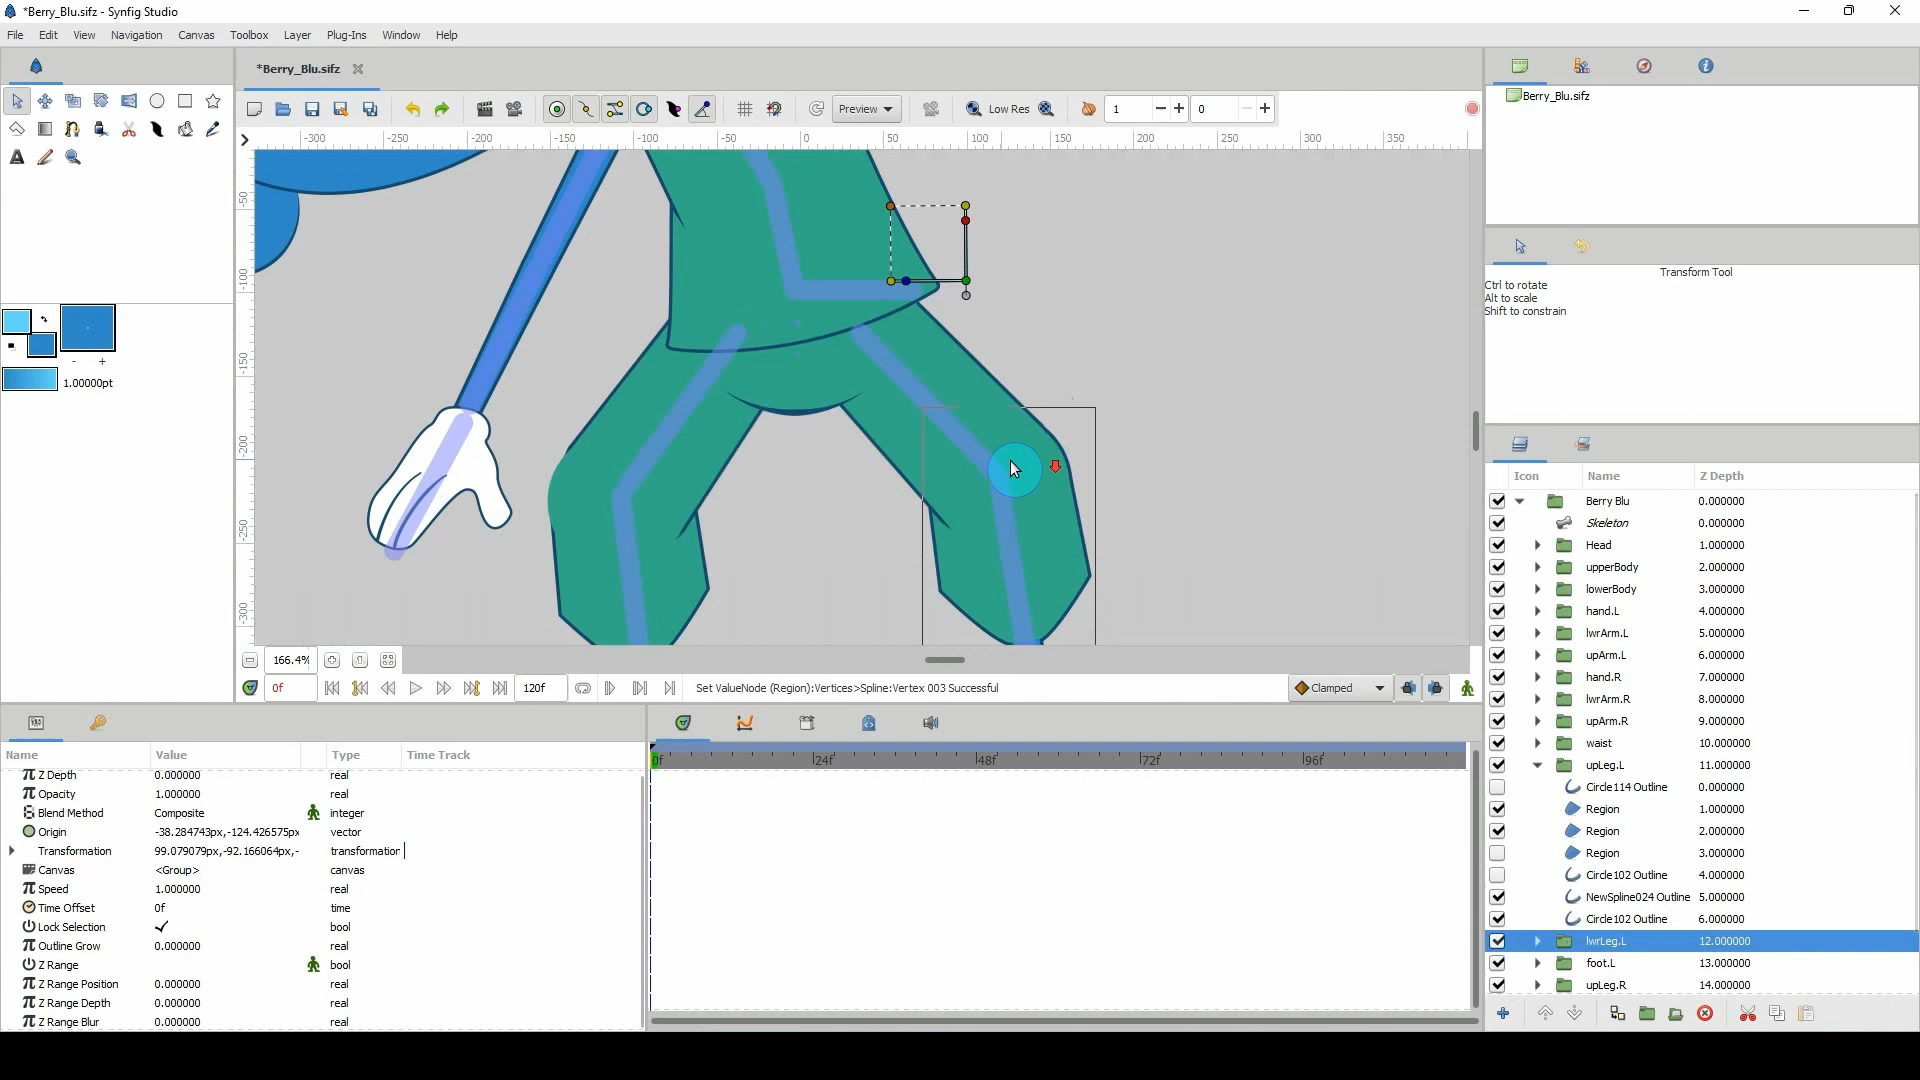 *Berry_Blu.sifz - Synfig Studio
File Edit View Navigation Canvas Toolbox Layer Plug-Ins Window Help
*Berry_Blu.sifz
Preview
Low Res
1
0
-300 -250 -200 -150 -100 -50 0 50 100 150 200 250 300 350
-50
-100
-150
-200
-250
-300
- +
1.00000pt
Berry_Blu.sifz
Transform Tool
Ctrl to rotate
Alt to scale
Shift to constrain
Icon Name Z Depth
Berry Blu 0.000000
Skeleton 0.000000
Head 1.000000
upperBody 2.000000
lowerBody 3.000000
hand.L 4.000000
lwrArm.L 5.000000
upArm.L 6.000000
hand.R 7.000000
lwrArm.R 8.000000
upArm.R 9.000000
waist 10.000000
upLeg.L 11.000000
Circle114 Outline 0.000000
Region 1.000000
Region 2.000000
Region 3.000000
Circle102 Outline 4.000000
NewSpline024 Outline 5.000000
Circle102 Outline 6.000000
lwrLeg.L 12.000000
foot.L 13.000000
upLeg.R 14.000000
166.4%
0f
120f
Set ValueNode (Region):Vertices>Spline:Vertex 003 Successful
Clamped
Name Value Type Time Track
Z Depth 0.000000 real
Opacity 1.000000 real
Blend Method Composite integer
Origin -38.284743px,-124.426575px vector
Transformation 99.079079px,-92.166064px,- transformation
Canvas <Group> canvas
Speed 1.000000 real
Time Offset 0f time
Lock Selection bool
Outline Grow 0.000000 real
Z Range bool
Z Range Position 0.000000 real
Z Range Depth 0.000000 real
Z Range Blur 0.000000 real
0f 24f 48f 72f 96f